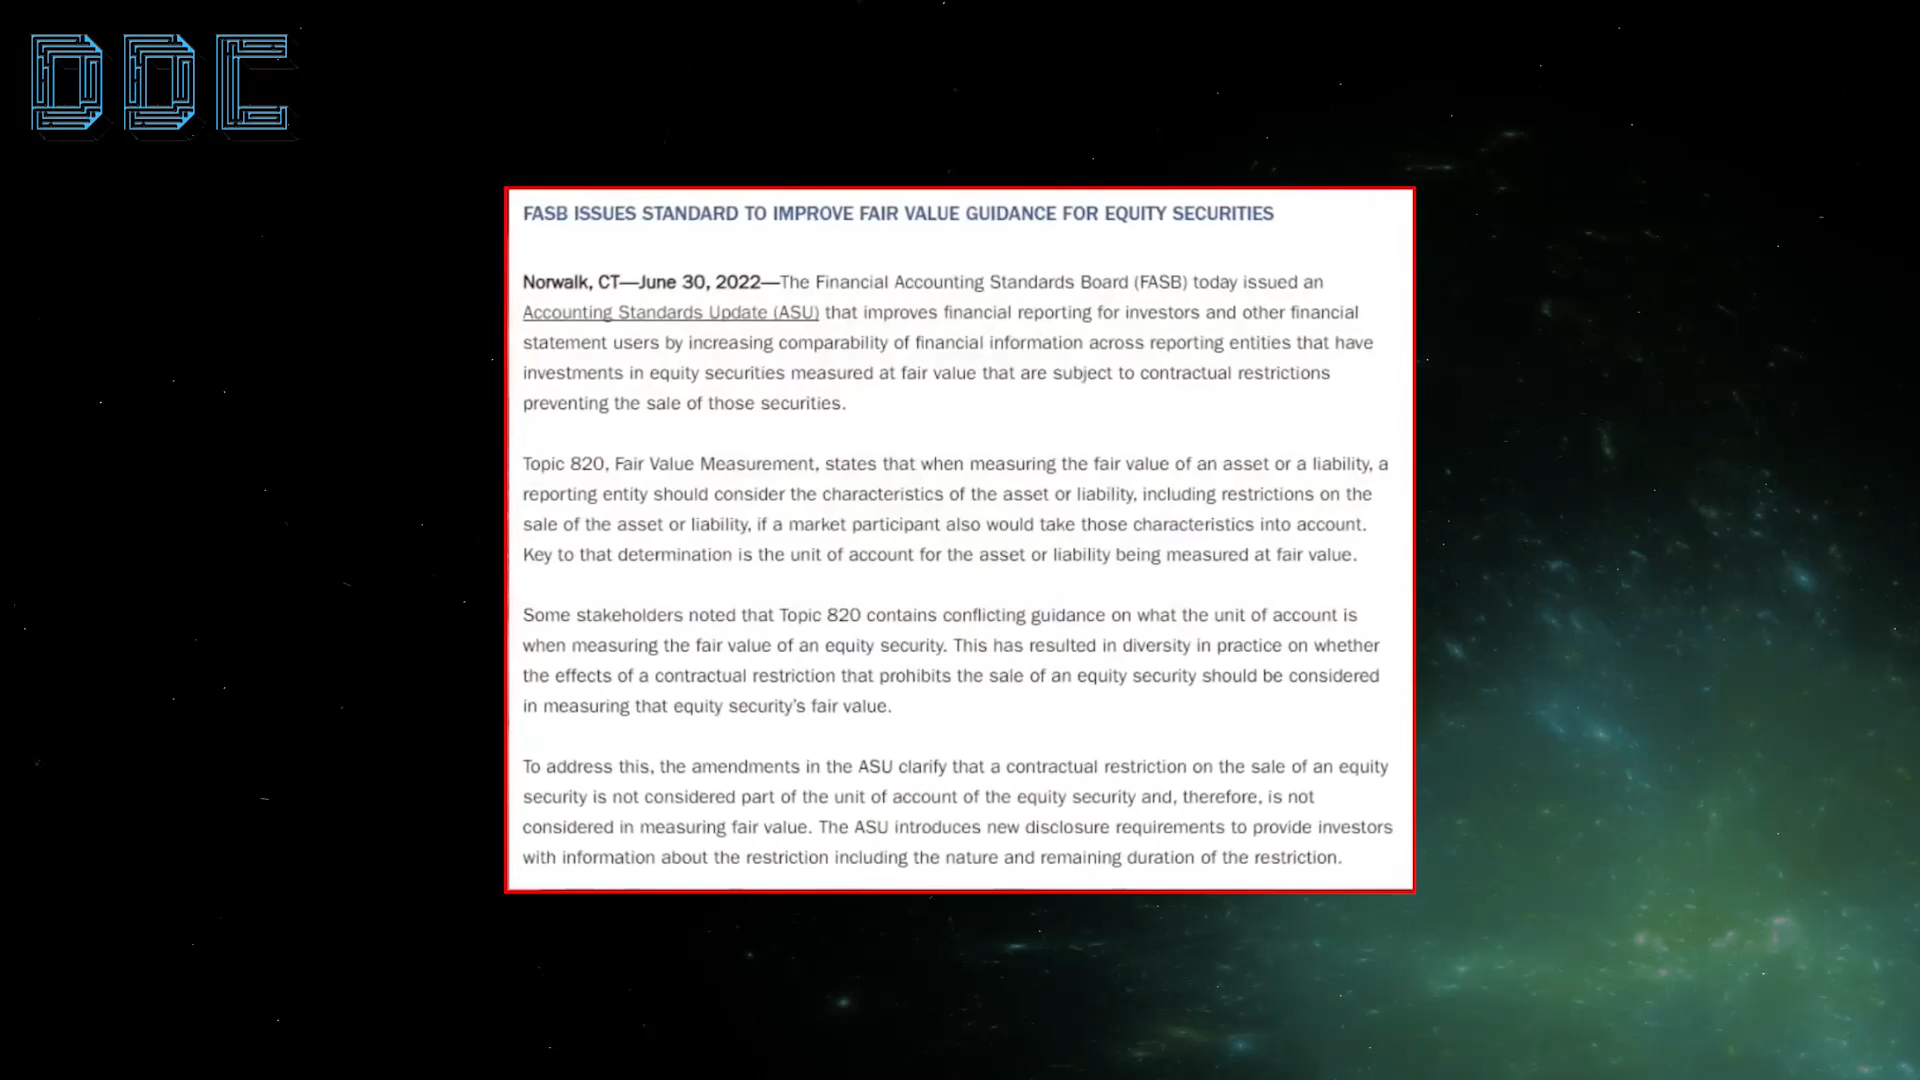 DDC
FASB ISSUES STANDARD TO IMPROVE FAIR VALUE GUIDANCE FOR EQUITY SECURITIES
Norwalk, CT—June 30, 2022—The Financial Accounting Standards Board (FASB) today issued an
Accounting Standards Update (ASU) that improves financial reporting for investors and other financial
statement users by increasing comparability of financial information across reporting entities that have
investments in equity securities measured at fair value that are subject to contractual restrictions
preventing the sale of those securities.
Topic 820, Fair Value Measurement, states that when measuring the fair value of an asset or a liability, a
reporting entity should consider the characteristics of the asset or liability, including restrictions on the
sale of the asset or liability, if a market participant also would take those characteristics into account.
Key to that determination is the unit of account for the asset or liability being measured at fair value.
Some stakeholders noted that Topic 820 contains conflicting guidance on what the unit of account is
when measuring the fair value of an equity security. This has resulted in diversity in practice on whether
the effects of a contractual restriction that prohibits the sale of an equity security should be considered
in measuring that equity security's fair value.
To address this, the amendments in the ASU clarify that a contractual restriction on the sale of an equity
security is not considered part of the unit of account of the equity security and, therefore, is not
considered in measuring fair value. The ASU introduces new disclosure requirements to provide investors
with information about the restriction including the nature and remaining duration of the restriction.